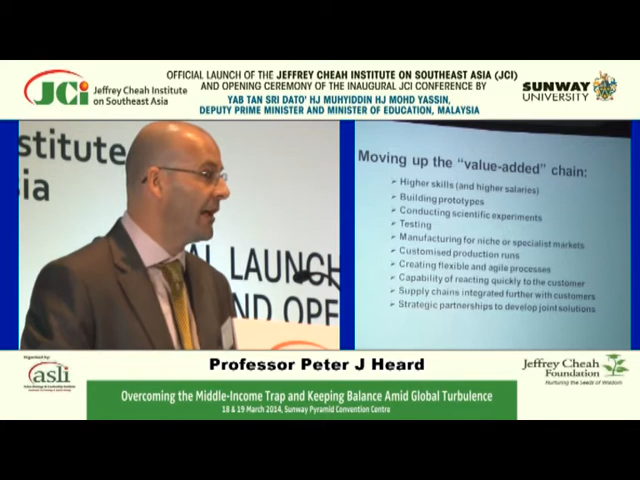 JCi
Jeffrey Cheah Institute
on Southeast Asia
OFFICIAL LAUNCH OF THE JEFFREY CHEAH INSTITUTE ON SOUTHEAST ASIA (JCI)
AND OPENING CEREMONY OF THE INAUGURAL JCI CONFERENCE BY
YAB TAN SRI DATO' HJ MUHYIDDIN HJ MOHD YASSIN,
DEPUTY PRIME MINISTER AND MINISTER OF EDUCATION, MALAYSIA
SUNWAY
UNIVERSITY
stitute
ia
AL LAUNCH
ND OPE
Moving up the “value-added” chain:
➢ Higher skills (and higher salaries)
➢ Building prototypes
➢ Conducting scientific experiments
➢ Testing
➢ Manufacturing for niche or specialist markets
➢ Customised production runs
➢ Creating flexible and agile processes
➢ Capability of reacting quickly to the customer
➢ Supply chains integrated further with customers
➢ Strategic partnerships to develop joint solutions
Organised by:
asli
Professor Peter J Heard
Jeffrey Cheah
Foundation
Nurturing the Seeds of Wisdom
Overcoming the Middle-Income Trap and Keeping Balance Amid Global Turbulence
18 & 19 March 2014, Sunway Pyramid Convention Centre